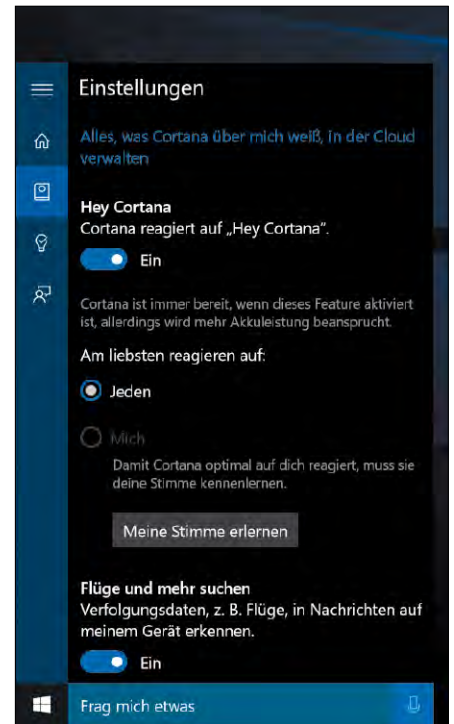 Einstellungen
Alles, was Cortana über mich weiß, in der Cloud
verwalten
Hey Cortana
Cortana reagiert auf „Hey Cortana".
Ein
Cortana ist immer bereit, wenn dieses Feature aktiviert
ist, allerdings wird mehr Akkuleistung beansprucht.
Am liebsten reagieren auf:
Jeden
Mich
Damit Cortana optimal auf dich reagiert, muss sie
deine Stimme kennenlernen.
Meine Stimme erlernen
Flüge und mehr suchen
Verfolgungsdaten, z. B. Flüge, in Nachrichten auf
meinem Gerät erkennen.
Ein
Frag mich etwas